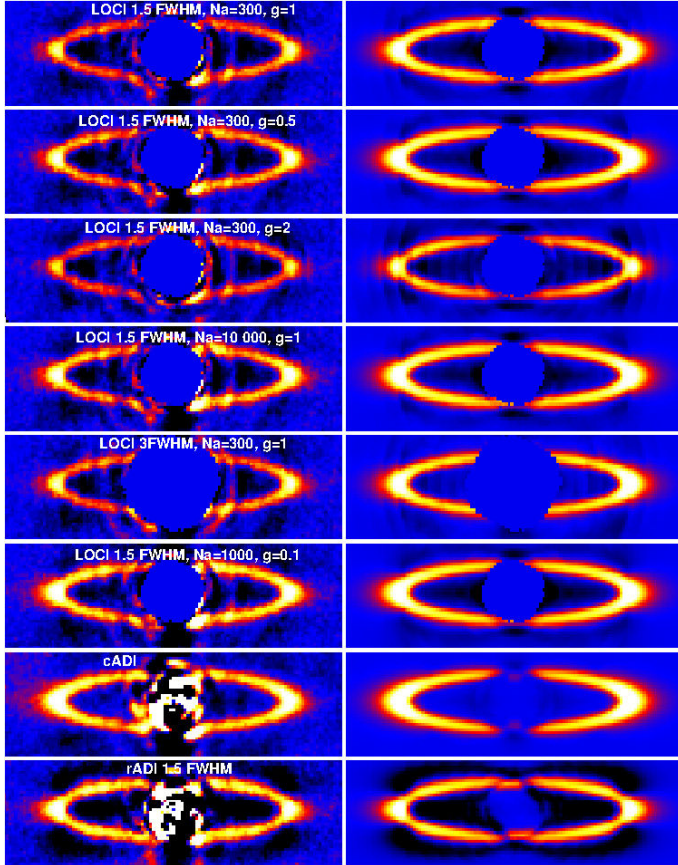 LOCI 1.5 FWHM, Na=300, g=1
LOCI 1.5 FWHM, Na=300, g=0.5
LOCI 1.5 FWHM, Na=300, g=2
LOCI 1.5 FWHM, Na=10 000, g=1
LOCI 3FWHM, Na=300, g=1
LOCI 1.5 FWHM, Na=1000, g=0.1
cADI
rADI 1.5 FWHM